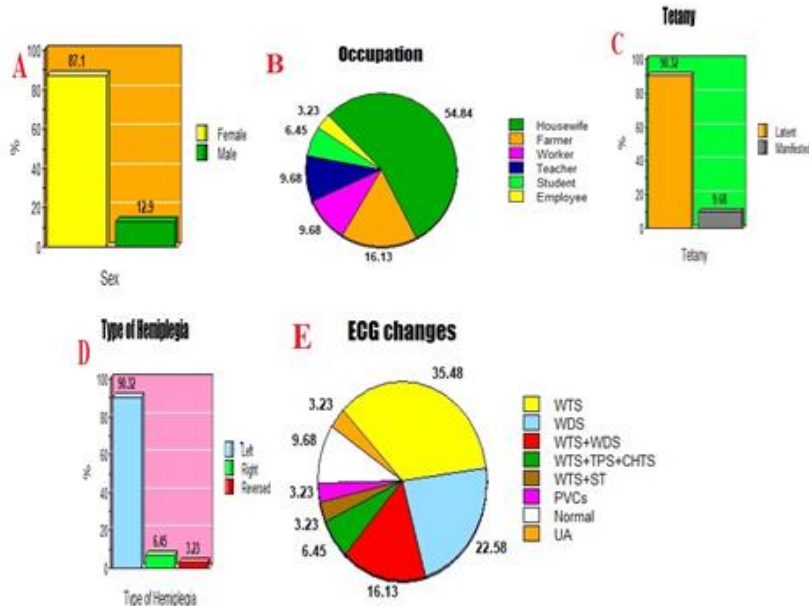 A
100
87.1
80
60
40
20
0
12.9
%
Sex
Female
Male
B
Occupation
3.23
6.45
9.68
9.68
16.13
54.84
Housewife
Farmer
Worker
Teacher
Student
Employee
Tetany
C
100
90.32
80
60
40
20
0
9.68
%
Tetany
Latent
Manifested
Type of Hemiplegia
D
100
90.32
80
60
40
20
0
6.45
3.23
%
Type of Hemiplegia
Left
Right
Reversed
E
ECG changes
35.48
3.23
9.68
3.23
3.23
6.45
16.13
22.58
WTS
WDS
WTS+WDS
WTS+TPS+CHTS
WTS+ST
PVCs
Normal
UA